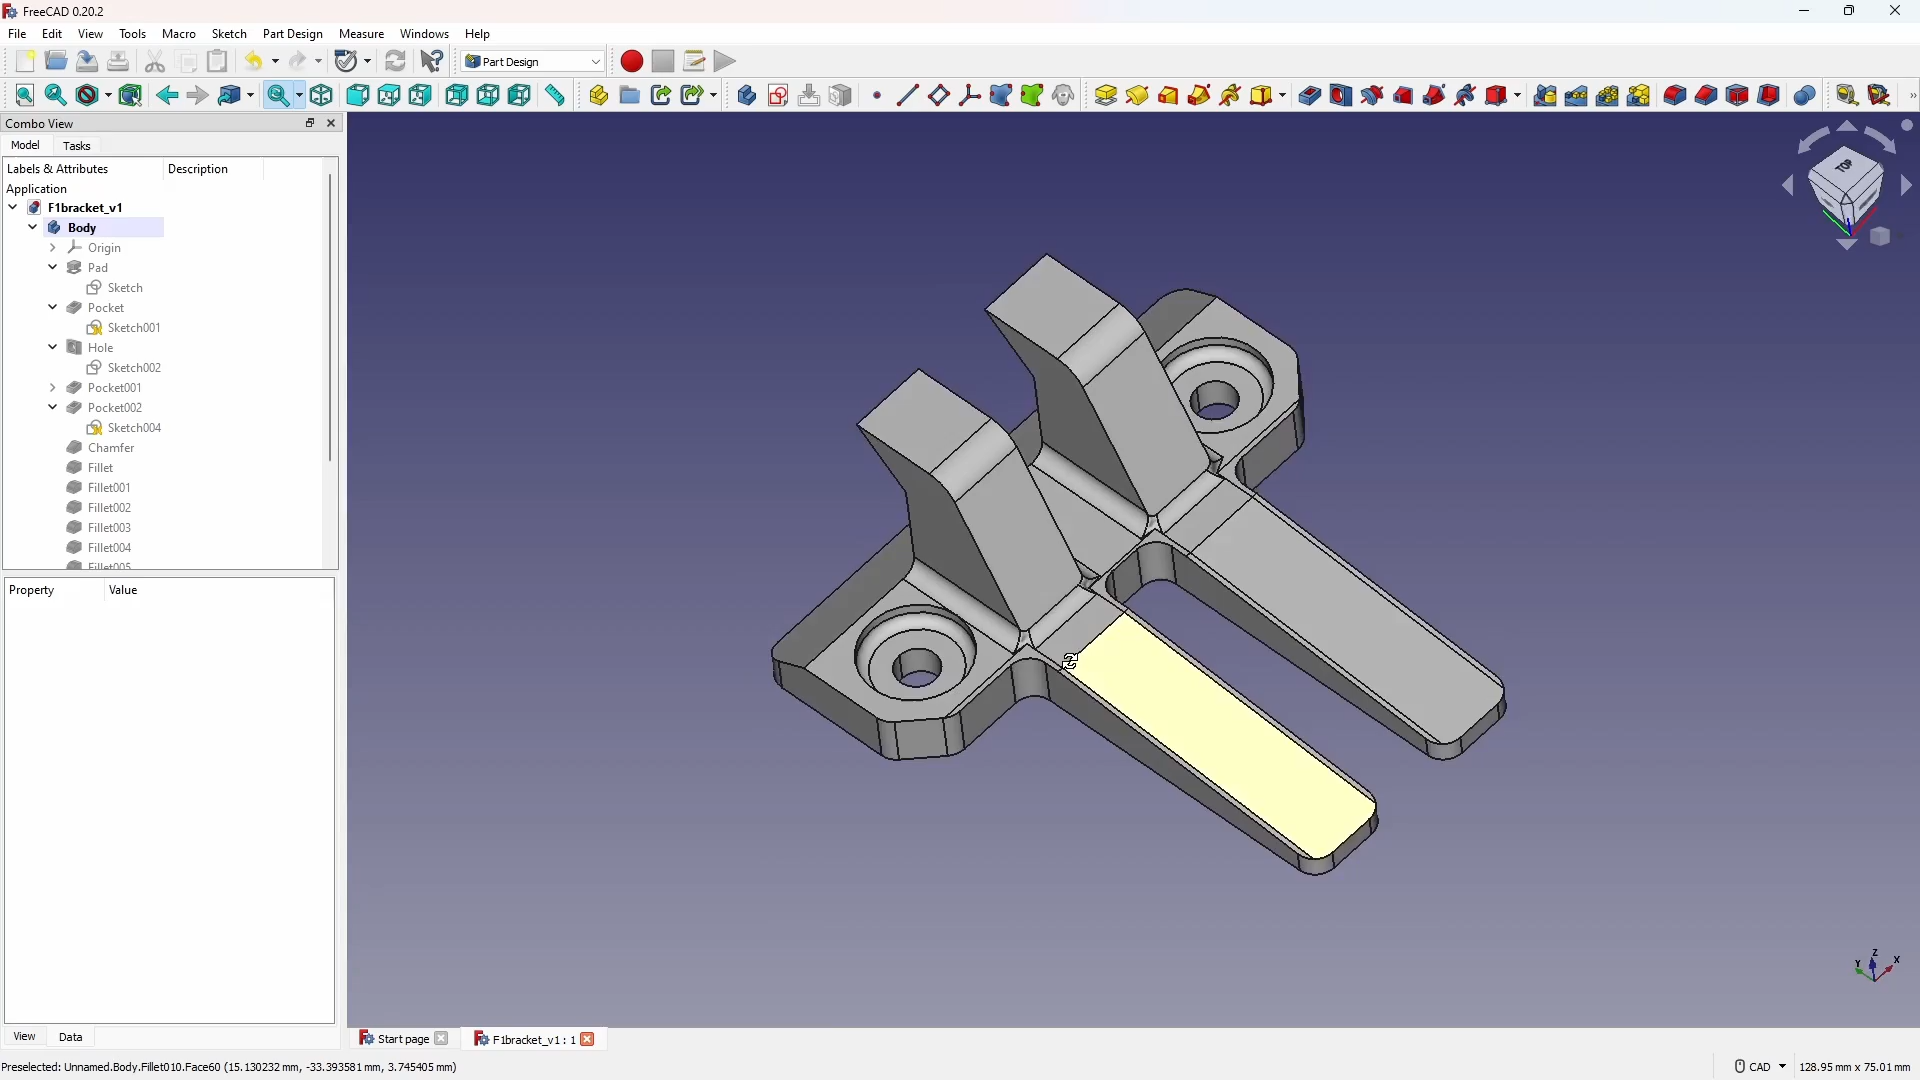 FreeCAD 0.20.2
File Edit View Tools Macro Sketch Part Design Measure Windows Help
Part Design
Combo View
Model Tasks
Labels & Attributes Description
Application
F1bracket_v1
Body
Origin
Pad
Sketch
Pocket
Sketch001
Hole
Sketch002
Pocket001
Pocket002
Sketch004
Chamfer
Fillet
Fillet001
Fillet002
Fillet003
Fillet004
Fillet005
Property Value
TOP
Z
Y X
View Data
Start page F1bracket_v1 : 1
Preselected: Unnamed.Body.Fillet010.Face60 (15.130232 mm, -33.393581 mm, 3.745405 mm) CAD 128.95 mm x 75.01 mm